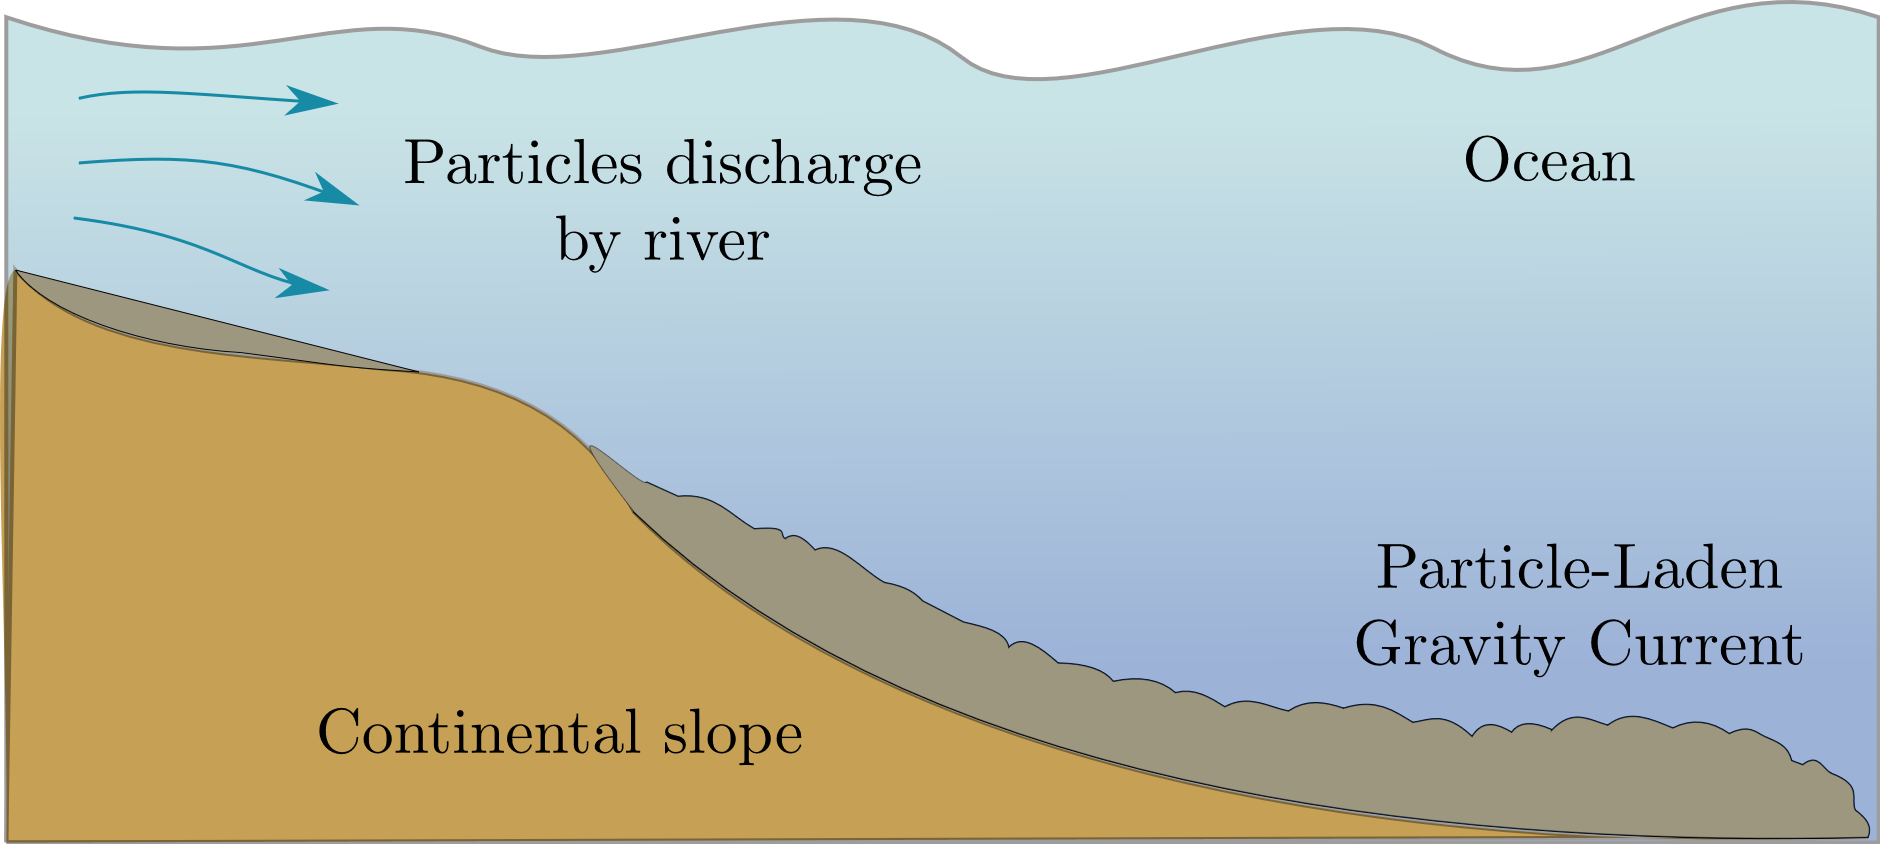 Particles discharge
by river
Ocean
Particle-Laden
Gravity Current
Continental slope